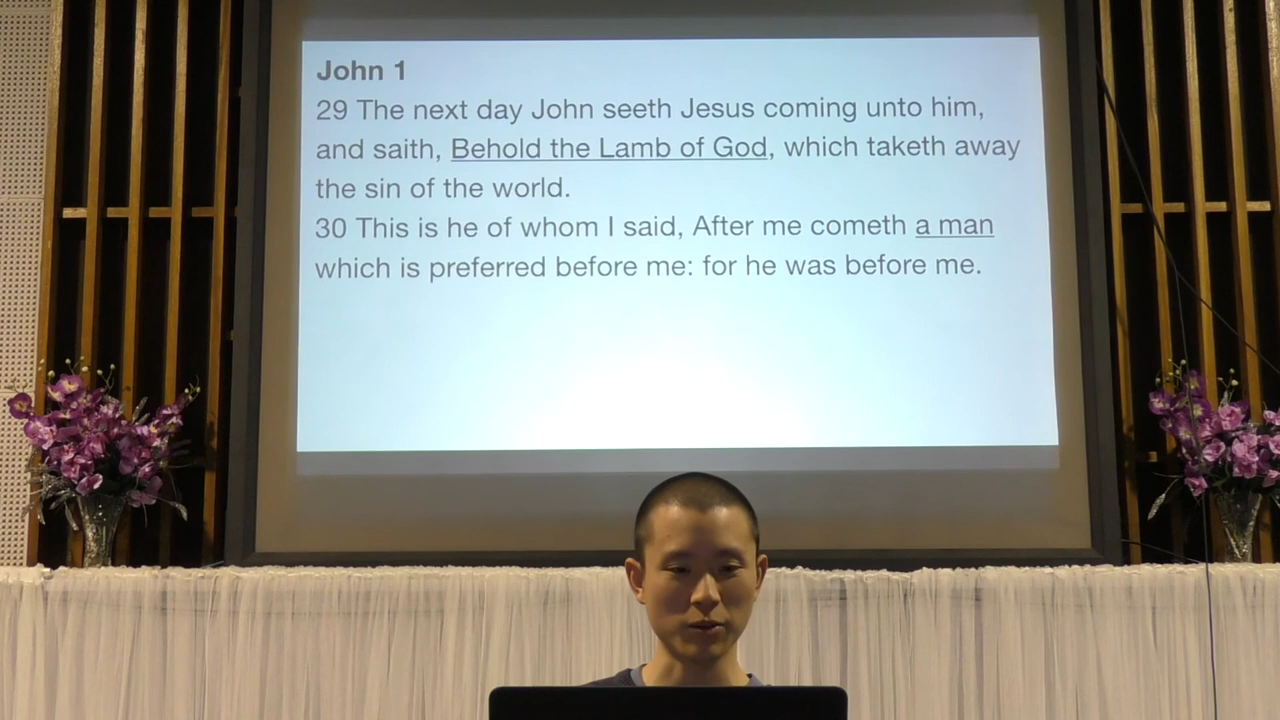 John 1
29 The next day John seeth Jesus coming unto him,
and saith, Behold the Lamb of God, which taketh away
the sin of the world.
30 This is he of whom I said, After me cometh a man
which is preferred before me: for he was before me.